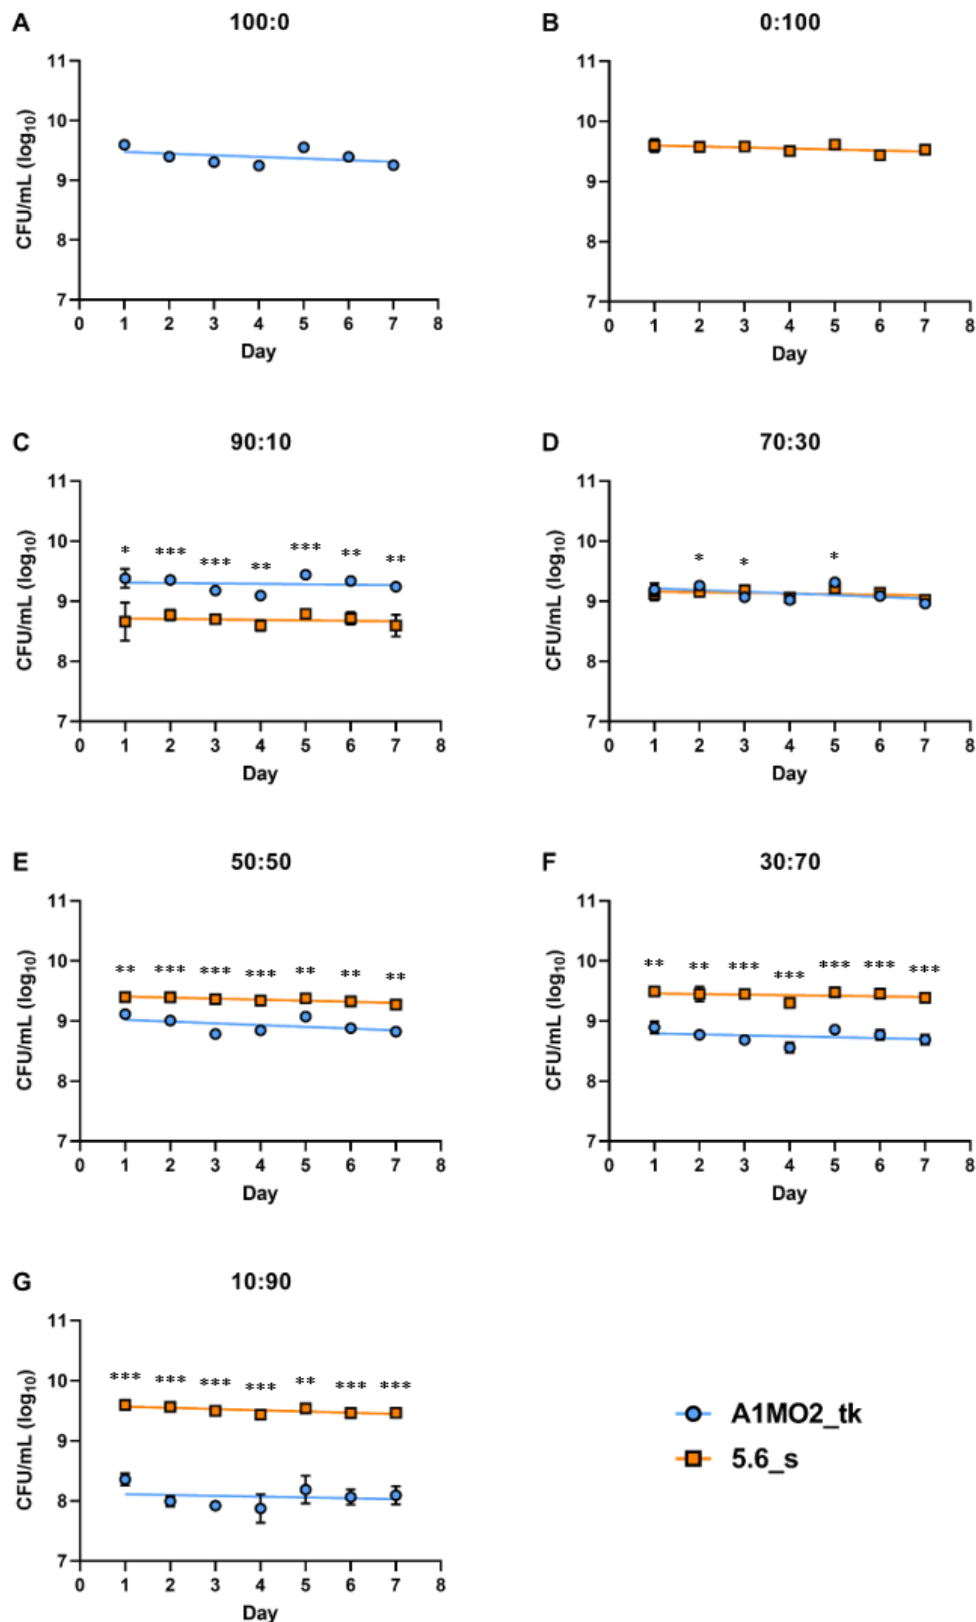 A 100:0
CFU/mL (log10)
11
10
9
8
7
0 1 2 3 4 5 6 7 8
Day
B 0:100
CFU/mL (log10)
11
10
9
8
7
0 1 2 3 4 5 6 7 8
Day
C 90:10
CFU/mL (log10)
11
10
9
8
7
* *** *** ** *** ** **
0 1 2 3 4 5 6 7 8
Day
D 70:30
CFU/mL (log10)
11
10
9
8
7
* * *
0 1 2 3 4 5 6 7 8
Day
E 50:50
CFU/mL (log10)
11
10
9
8
7
** *** *** *** ** ** **
0 1 2 3 4 5 6 7 8
Day
F 30:70
CFU/mL (log10)
11
10
9
8
7
** ** *** *** *** *** ***
0 1 2 3 4 5 6 7 8
Day
G 10:90
CFU/mL (log10)
11
10
9
8
7
*** *** *** *** ** *** ***
0 1 2 3 4 5 6 7 8
Day
A1MO2_tk
5.6_s